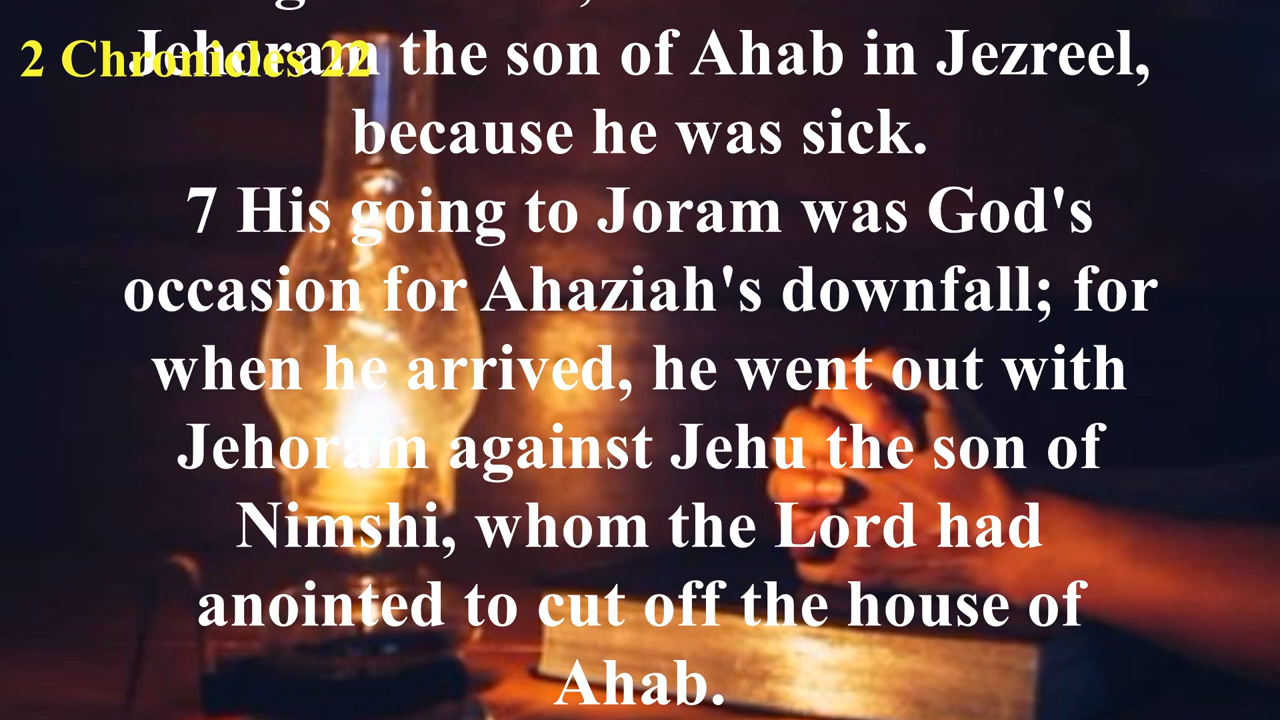 2 Chronicles 22
Jehoram the son of Ahab in Jezreel,
because he was sick.
7 His going to Joram was God's
occasion for Ahaziah's downfall; for
when he arrived, he went out with
Jehoram against Jehu the son of
Nimshi, whom the Lord had
anointed to cut off the house of
Ahab.